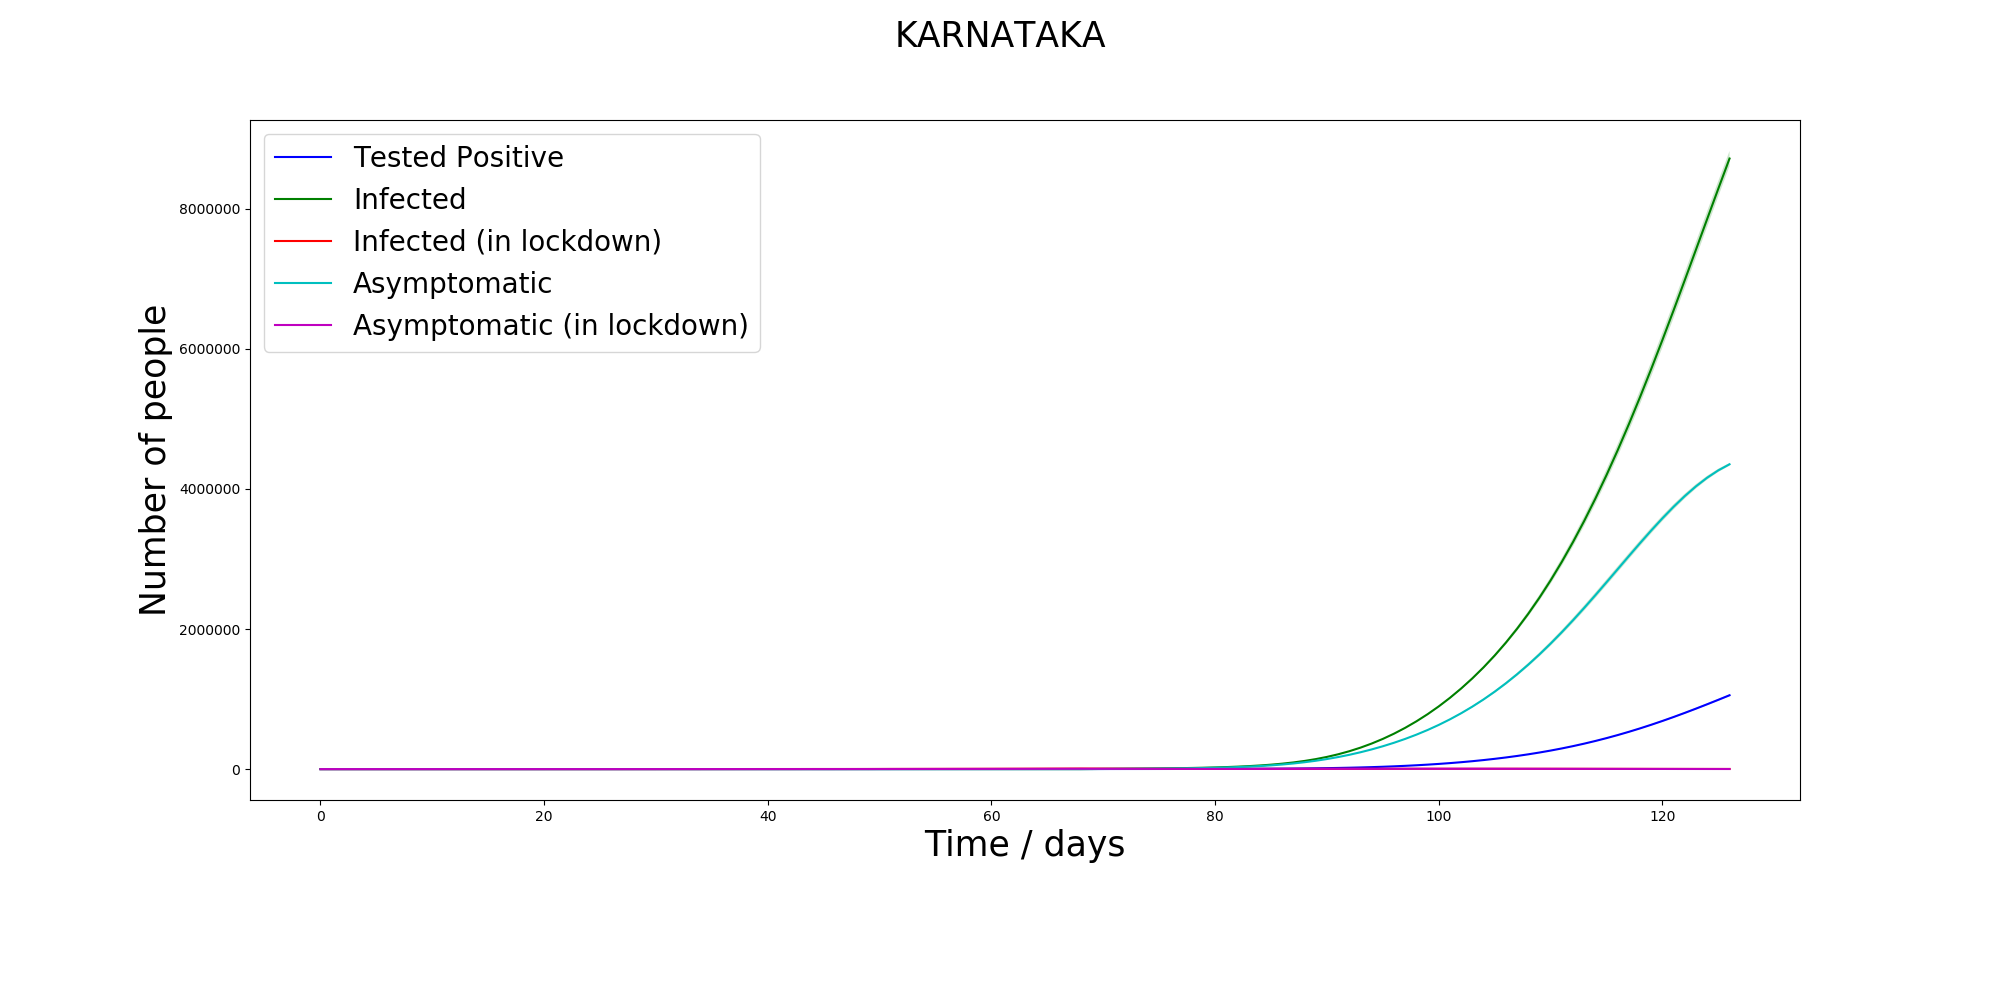 KARNATAKA
Tested Positive
Infected
Infected (in lockdown)
Asymptomatic
Asymptomatic (in lockdown)
Number of people
8000000
6000000
4000000
2000000
0
0 20 40 60 80 100 120
Time / days